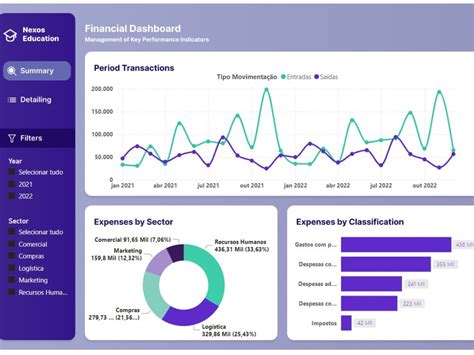 Nexos
Education
Summary
Detailing
Filters
Year
Selecionar tudo
2021
2022
Sector
Selecionar tudo
Comercial
Compras
Logística
Marketing
Recursos Huma...
Financial Dashboard
Management of Key Performance Indicators
Period Transactions
Tipo Movimentação Entradas Saídas
200.000
150.000
100.000
50.000
0
jan 2021 abr 2021 jul 2021 out 2021 jan 2022 abr 2022 jul 2022 out 2022
Expenses by Sector
Comercial 91,65 Mil (7,06%)
Marketing
159,8 Mil (12,32%)
Recursos Humanos
436,31 Mil (33,63%)
Compras
279,73 ... (21,56...)
Logística
329,86 Mil (25,43%)
Expenses by Classification
Gastos com p...
Despesas co...
Despesas co...
Despesas co...
Impostos
436 Mil
355 Mil
241 Mil
223 Mil
42 Mil